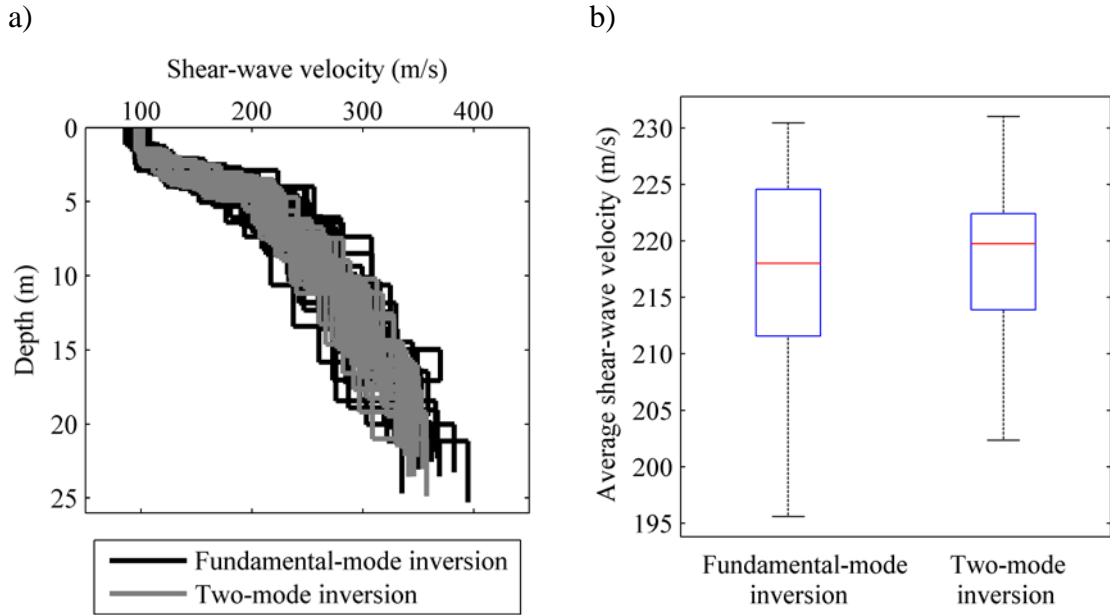 a)
Shear-wave velocity (m/s)
100 200 300 400
0
5
10
15
20
25
Depth (m)
Fundamental-mode inversion
Two-mode inversion
b)
230
225
220
215
210
205
200
195
Average shear-wave velocity (m/s)
Fundamental-mode
inversion
Two-mode
inversion